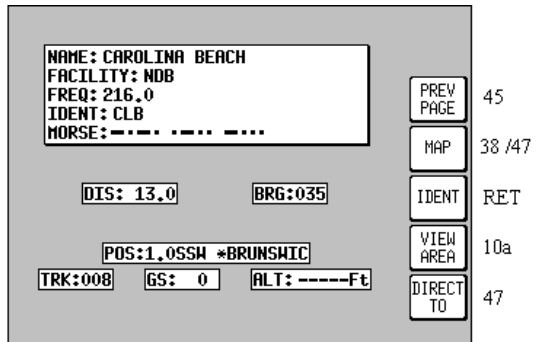 NAME: CAROLINA BEACH
FACILITY: NDB
FREQ: 216.0
IDENT: CLB
MORSE: –·–· ·–·· –···
PREV PAGE 45
MAP 38 /47
DIS: 13.0 BRG:035 IDENT RET
POS:1.0SSW *BRUNSWIC VIEW AREA 10a
TRK:008 GS: 0 ALT:-----Ft
DIRECT TO 47